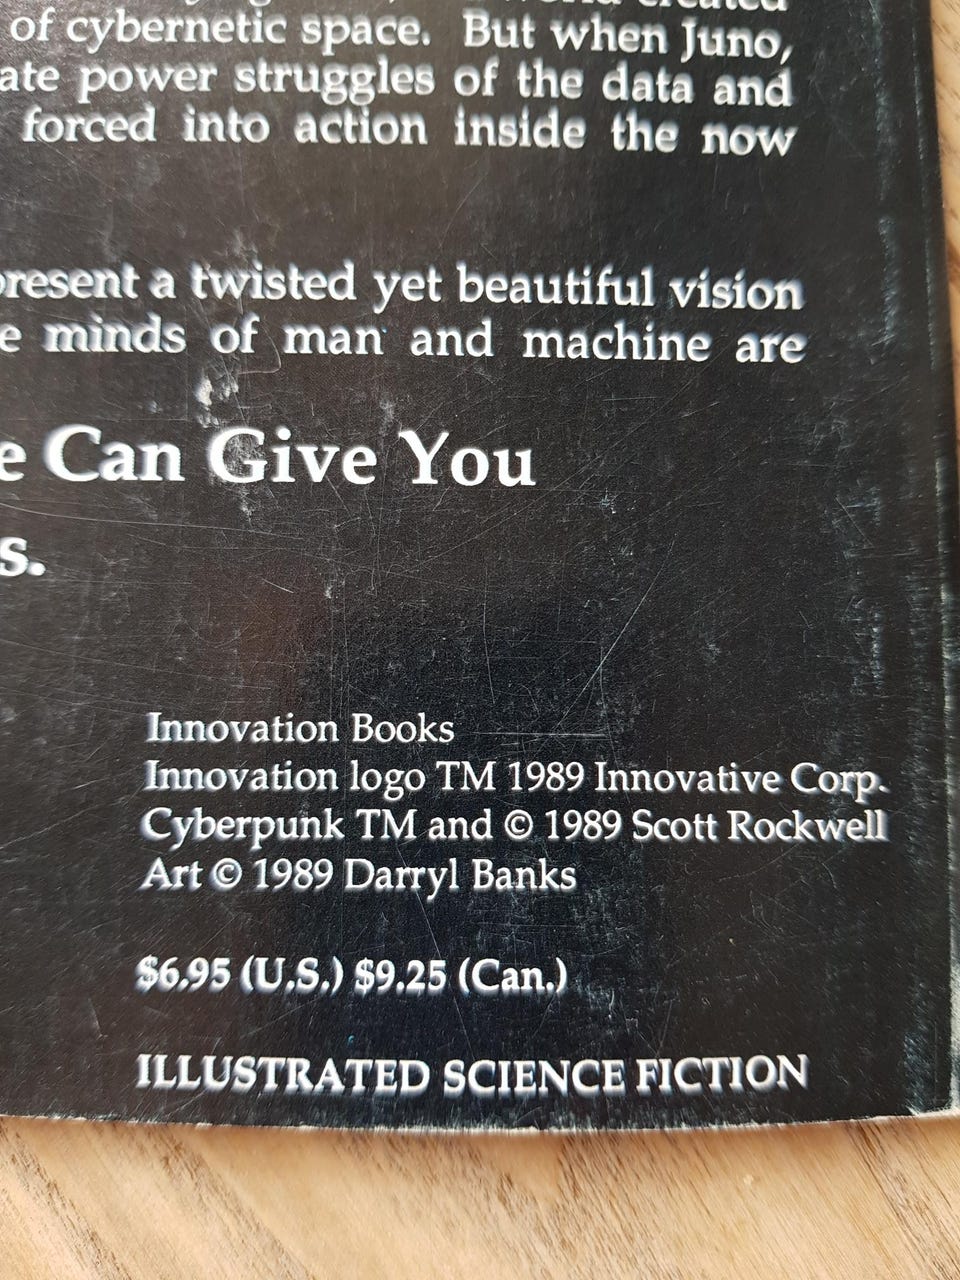 of cybernetic space. But when Juno,
power struggles of the data and
forced into action inside the now
present a twisted yet beautiful vision
minds of man and machine are
Can Give You
s.
Innovation Books
Innovation logo TM 1989 Innovative Corp.
Cyberpunk TM and © 1989 Scott Rockwell
Art © 1989 Darryl Banks
$6.95 (U.S.) $9.25 (Can.)
ILLUSTRATED SCIENCE FICTION